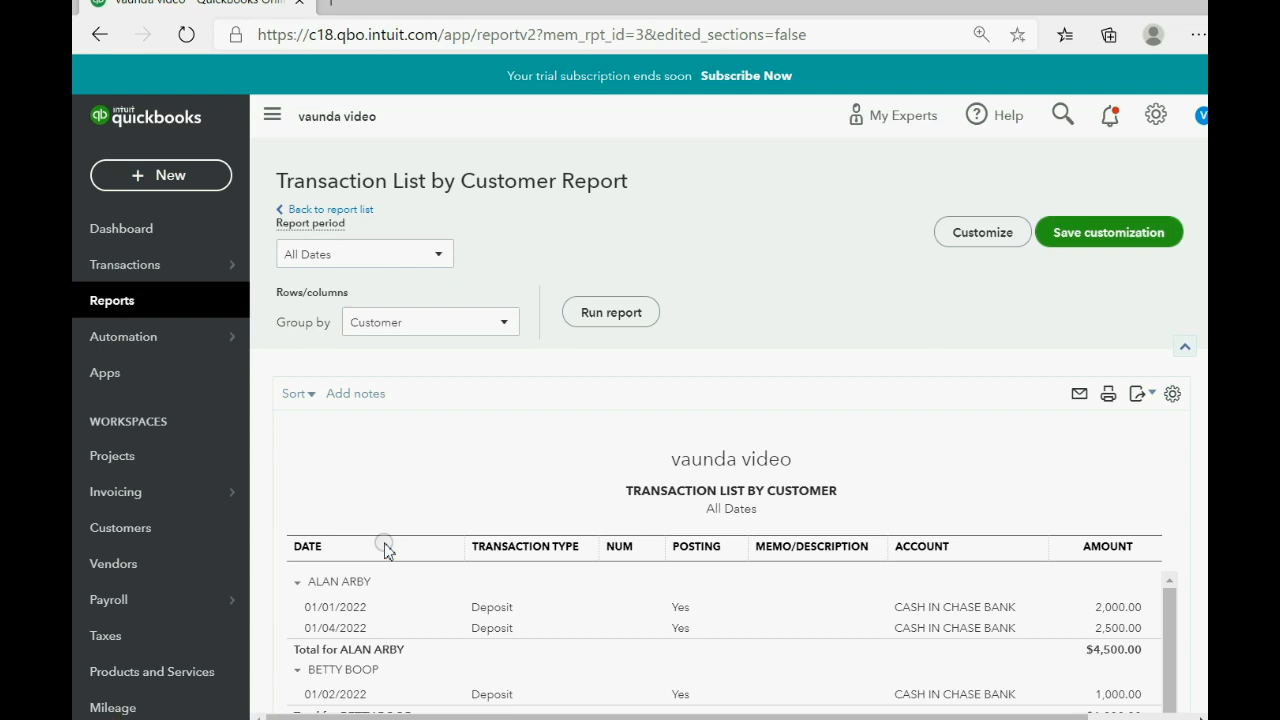 vaunda video - QuickBooks Onli
https://c18.qbo.intuit.com/app/reportv2?mem_rpt_id=3&edited_sections=false
Your trial subscription ends soon Subscribe Now
qb intuit quickbooks
vaunda video
My Experts
Help
V
+ New
Dashboard
Transactions
Reports
Automation
Apps
WORKSPACES
Projects
Invoicing
Customers
Vendors
Payroll
Taxes
Products and Services
Mileage
Transaction List by Customer Report
Back to report list
Report period
All Dates
Customize
Save customization
Rows/columns
Group by Customer
Run report
Sort Add notes
vaunda video
TRANSACTION LIST BY CUSTOMER
All Dates
DATE TRANSACTION TYPE NUM POSTING MEMO/DESCRIPTION ACCOUNT AMOUNT
ALAN ARBY
01/01/2022 Deposit Yes CASH IN CHASE BANK 2,000.00
01/04/2022 Deposit Yes CASH IN CHASE BANK 2,500.00
Total for ALAN ARBY $4,500.00
BETTY BOOP
01/02/2022 Deposit Yes CASH IN CHASE BANK 1,000.00